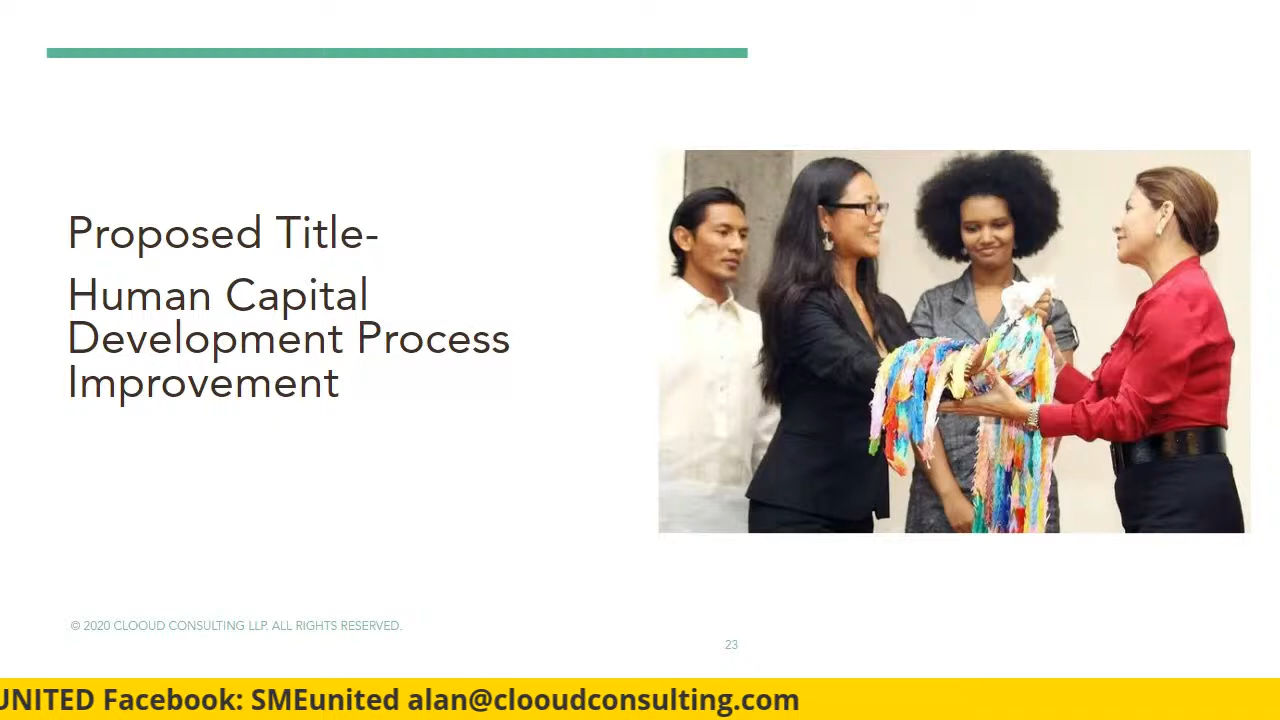 Proposed Title-
Human Capital
Development Process
Improvement
© 2020 CLOOUD CONSULTING LLP. ALL RIGHTS RESERVED.
23
UNITED Facebook: SMEunited alan@clooudconsulting.com